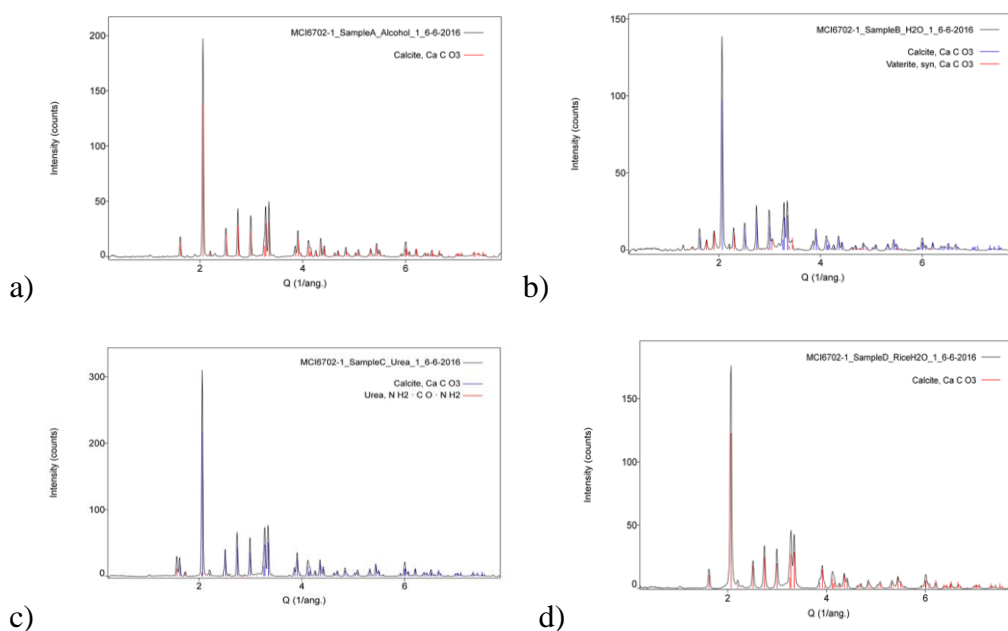 MCI6702-1_SampleA_Alcohol_1_6-6-2016
Calcite, Ca C O3
Intensity (counts)
200
150
100
50
0
2
4
6
Q (1/ang.)
a)
MCI6702-1_SampleB_H2O_1_6-6-2016
Calcite, Ca C O3
Vaterite, syn, Ca C O3
Intensity (counts)
150
100
50
0
2
4
6
Q (1/ang.)
b)
MCI6702-1_SampleC_Urea_1_6-6-2016
Calcite, Ca C O3
Urea, N H2 · C O · N H2
Intensity (counts)
300
200
100
0
2
4
6
Q (1/ang.)
c)
MCI6702-1_SampleD_RiceH2O_1_6-6-2016
Calcite, Ca C O3
Intensity (counts)
150
100
50
0
2
4
6
Q (1/ang.)
d)